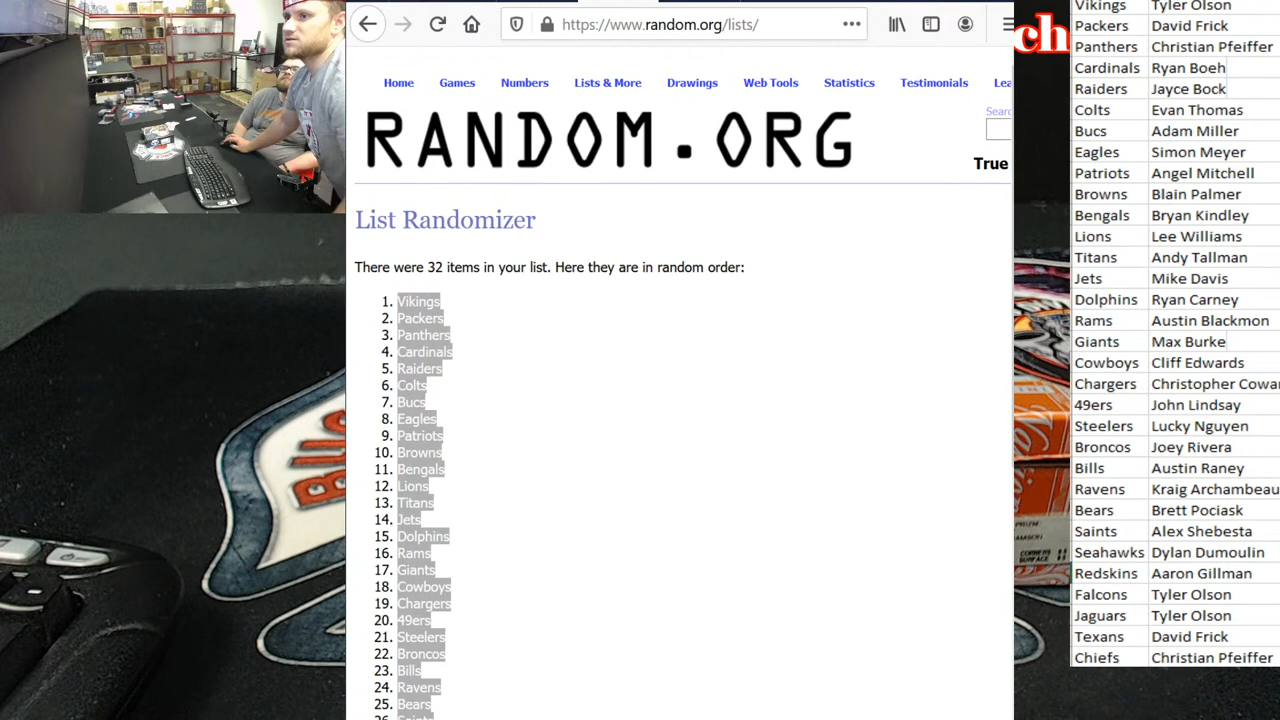 https://www.random.org/lists/
Home Games Numbers Lists & More Drawings Web Tools Statistics Testimonials
RANDOM.ORG
True
List Randomizer
There were 32 items in your list. Here they are in random order:
1. Vikings
2. Packers
3. Panthers
4. Cardinals
5. Raiders
6. Colts
7. Bucs
8. Eagles
9. Patriots
10. Browns
11. Bengals
12. Lions
13. Titans
14. Jets
15. Dolphins
16. Rams
17. Giants
18. Cowboys
19. Chargers
20. 49ers
21. Steelers
22. Broncos
23. Bills
24. Ravens
25. Bears
26. Saints
ch
Vikings Tyler Olson
Packers David Frick
Panthers Christian Pfeiffer
Cardinals Ryan Boeh
Raiders Jayce Bock
Colts Evan Thomas
Bucs Adam Miller
Eagles Simon Meyer
Patriots Angel Mitchell
Browns Blain Palmer
Bengals Bryan Kindley
Lions Lee Williams
Titans Andy Tallman
Jets Mike Davis
Dolphins Ryan Carney
Rams Austin Blackmon
Giants Max Burke
Cowboys Cliff Edwards
Chargers Christopher Cowar
49ers John Lindsay
Steelers Lucky Nguyen
Broncos Joey Rivera
Bills Austin Raney
Ravens Kraig Archambeau
Bears Brett Pociask
Saints Alex Shebesta
Seahawks Dylan Dumoulin
Redskins Aaron Gillman
Falcons Tyler Olson
Jaguars Tyler Olson
Texans David Frick
Chiefs Christian Pfeiffer